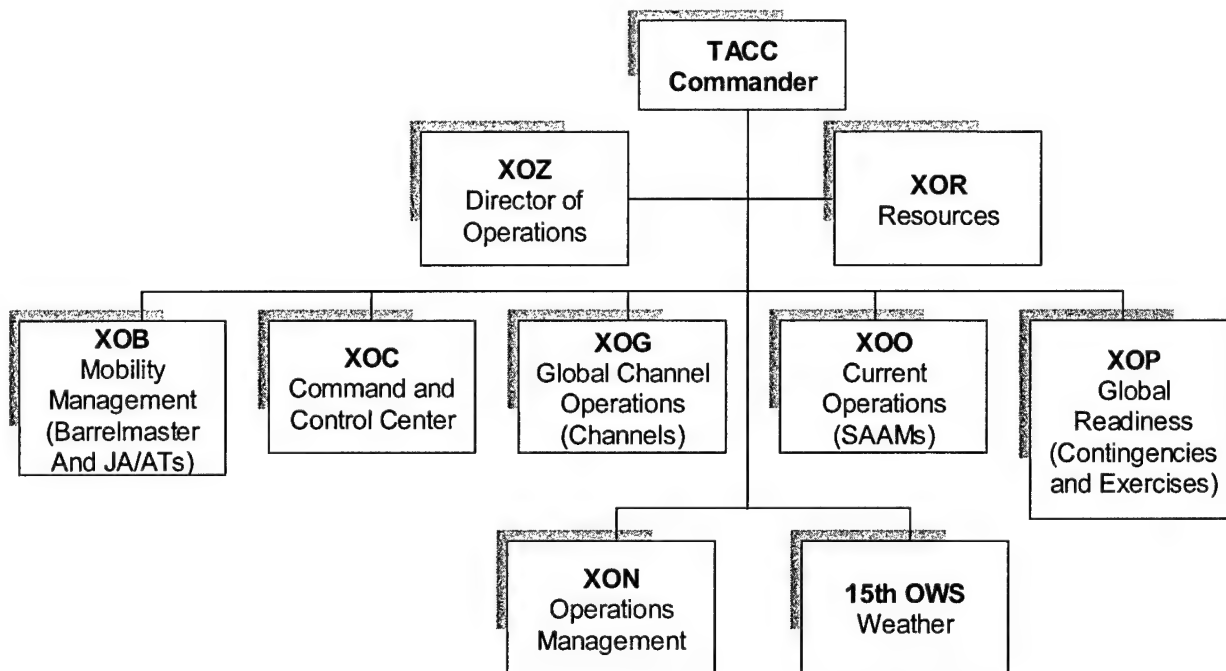 TACC
Commander
XOZ
Director of
Operations
XOR
Resources
XOB
Mobility
Management
(Barrelmaster
And JA/ATs)
XOC
Command and
Control Center
XOG
Global Channel
Operations
(Channels)
XOO
Current
Operations
(SAAMs)
XOP
Global
Readiness
(Contingencies
and Exercises)
XON
Operations
Management
15th OWS
Weather